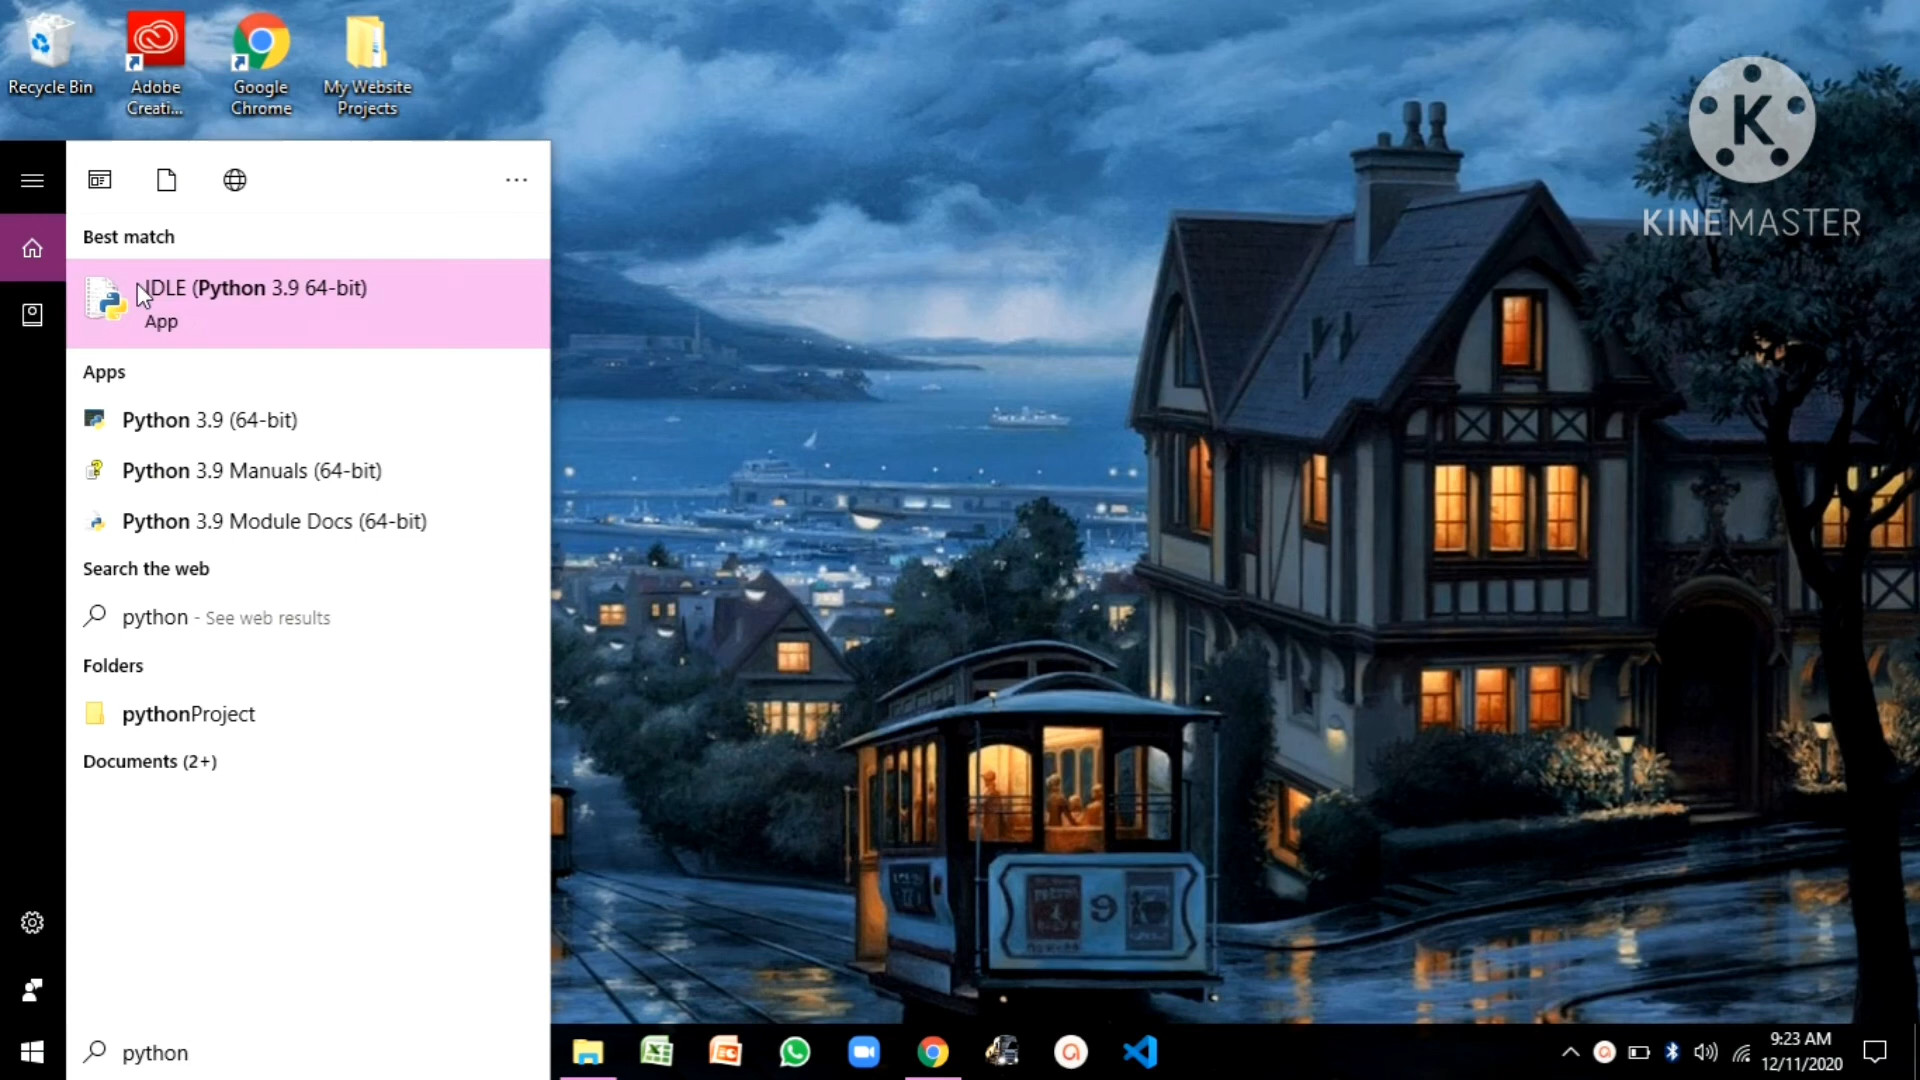 Recycle Bin
Adobe
Creati...
Google
Chrome
My Website
Projects
K
KINEMASTER
Best match
IDLE (Python 3.9 64-bit)
App
Apps
Python 3.9 (64-bit)
Python 3.9 Manuals (64-bit)
Python 3.9 Module Docs (64-bit)
Search the web
python - See web results
Folders
pythonProject
Documents (2+)
9
python
9:23 AM
12/11/2020